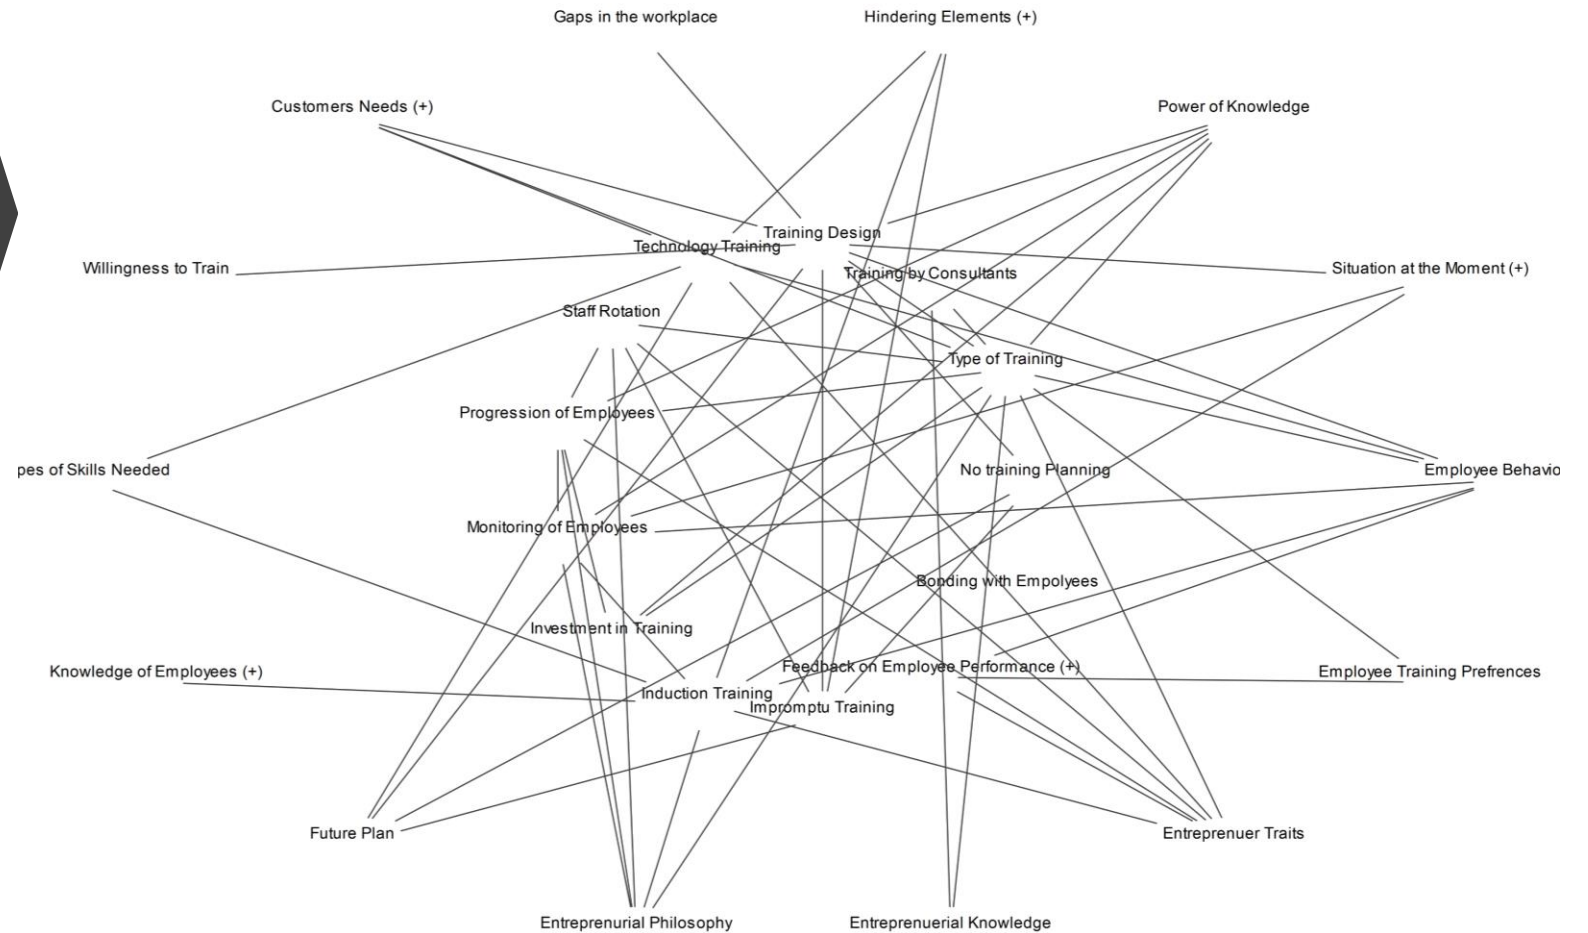 Gaps in the workplace
Hindering Elements (+)
Customers Needs (+)
Power of Knowledge
Training Design
Technology Training
Willingness to Train
Training by Consultants
Situation at the Moment (+)
Staff Rotation
Type of Training
Progression of Employees
pes of Skills Needed
No training Planning
Employee Behavio
Monitoring of Employees
Bonding with Empolyees
Investment in Training
Knowledge of Employees (+)
Feedback on Employee Performance (+)
Employee Training Prefrences
Induction Training
Impromptu Training
Future Plan
Entreprenuer Traits
Entreprenurial Philosophy
Entreprenuerial Knowledge